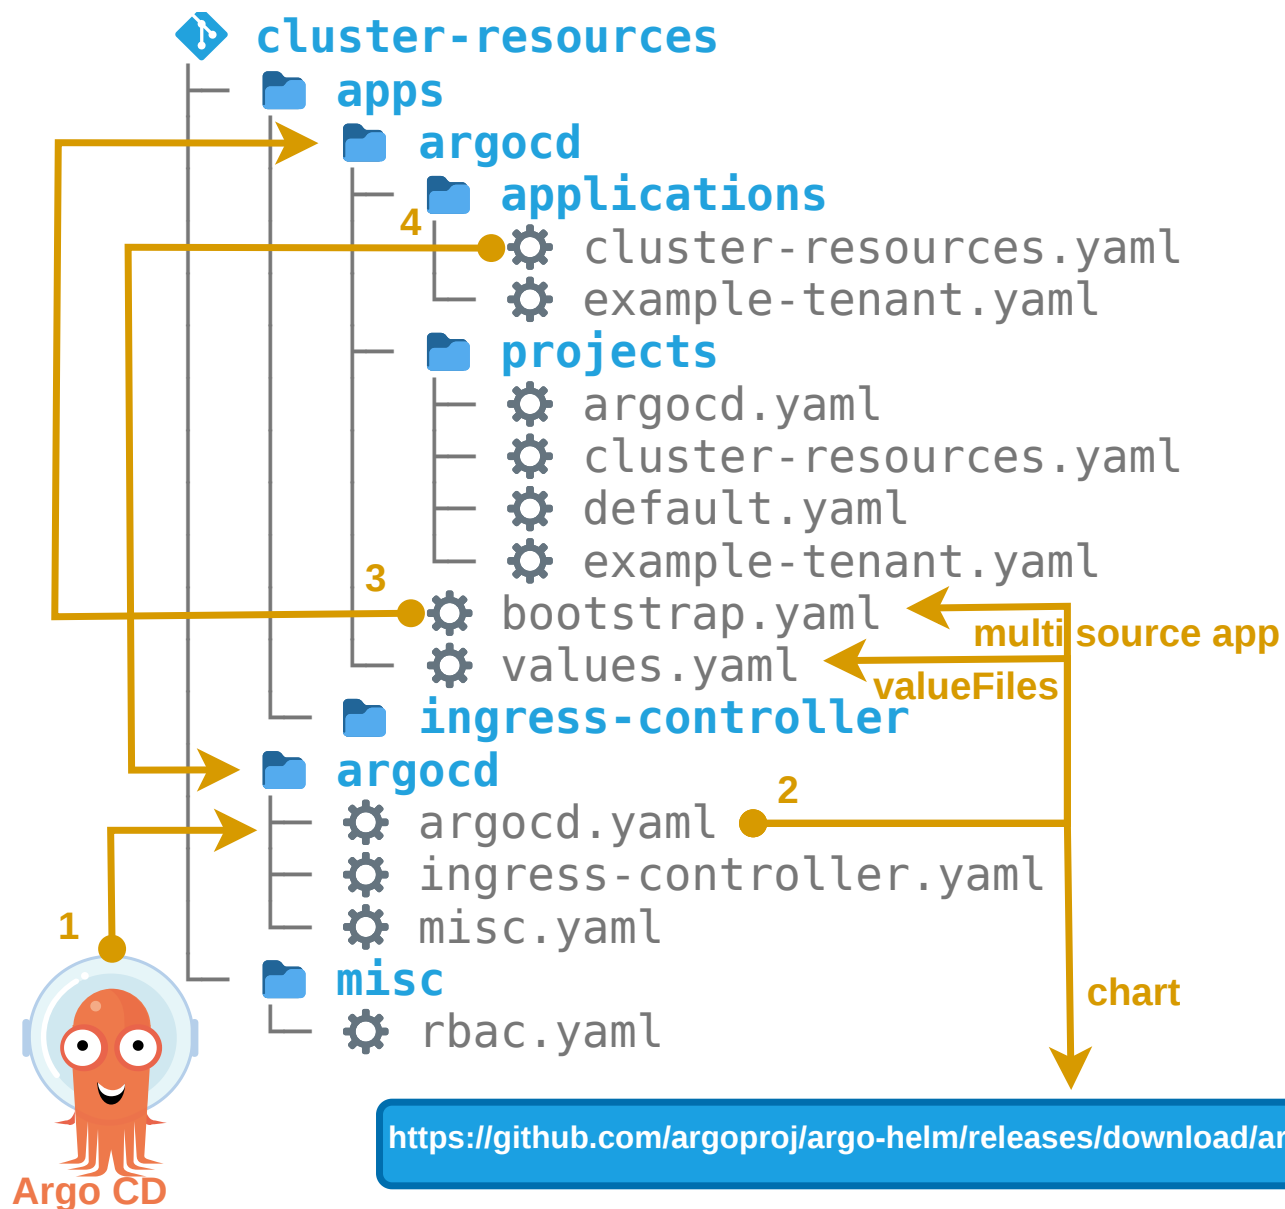 cluster-resources
apps
argocd
applications
4
cluster-resources.yaml
example-tenant.yaml
projects
argocd.yaml
cluster-resources.yaml
default.yaml
example-tenant.yaml
3
bootstrap.yaml
multi source app
values.yaml
valueFiles
ingress-controller
argocd
2
argocd.yaml
ingress-controller.yaml
1
misc.yaml
misc
chart
rbac.yaml
https://github.com/argoproj/argo-helm/releases/download/ar
Argo CD